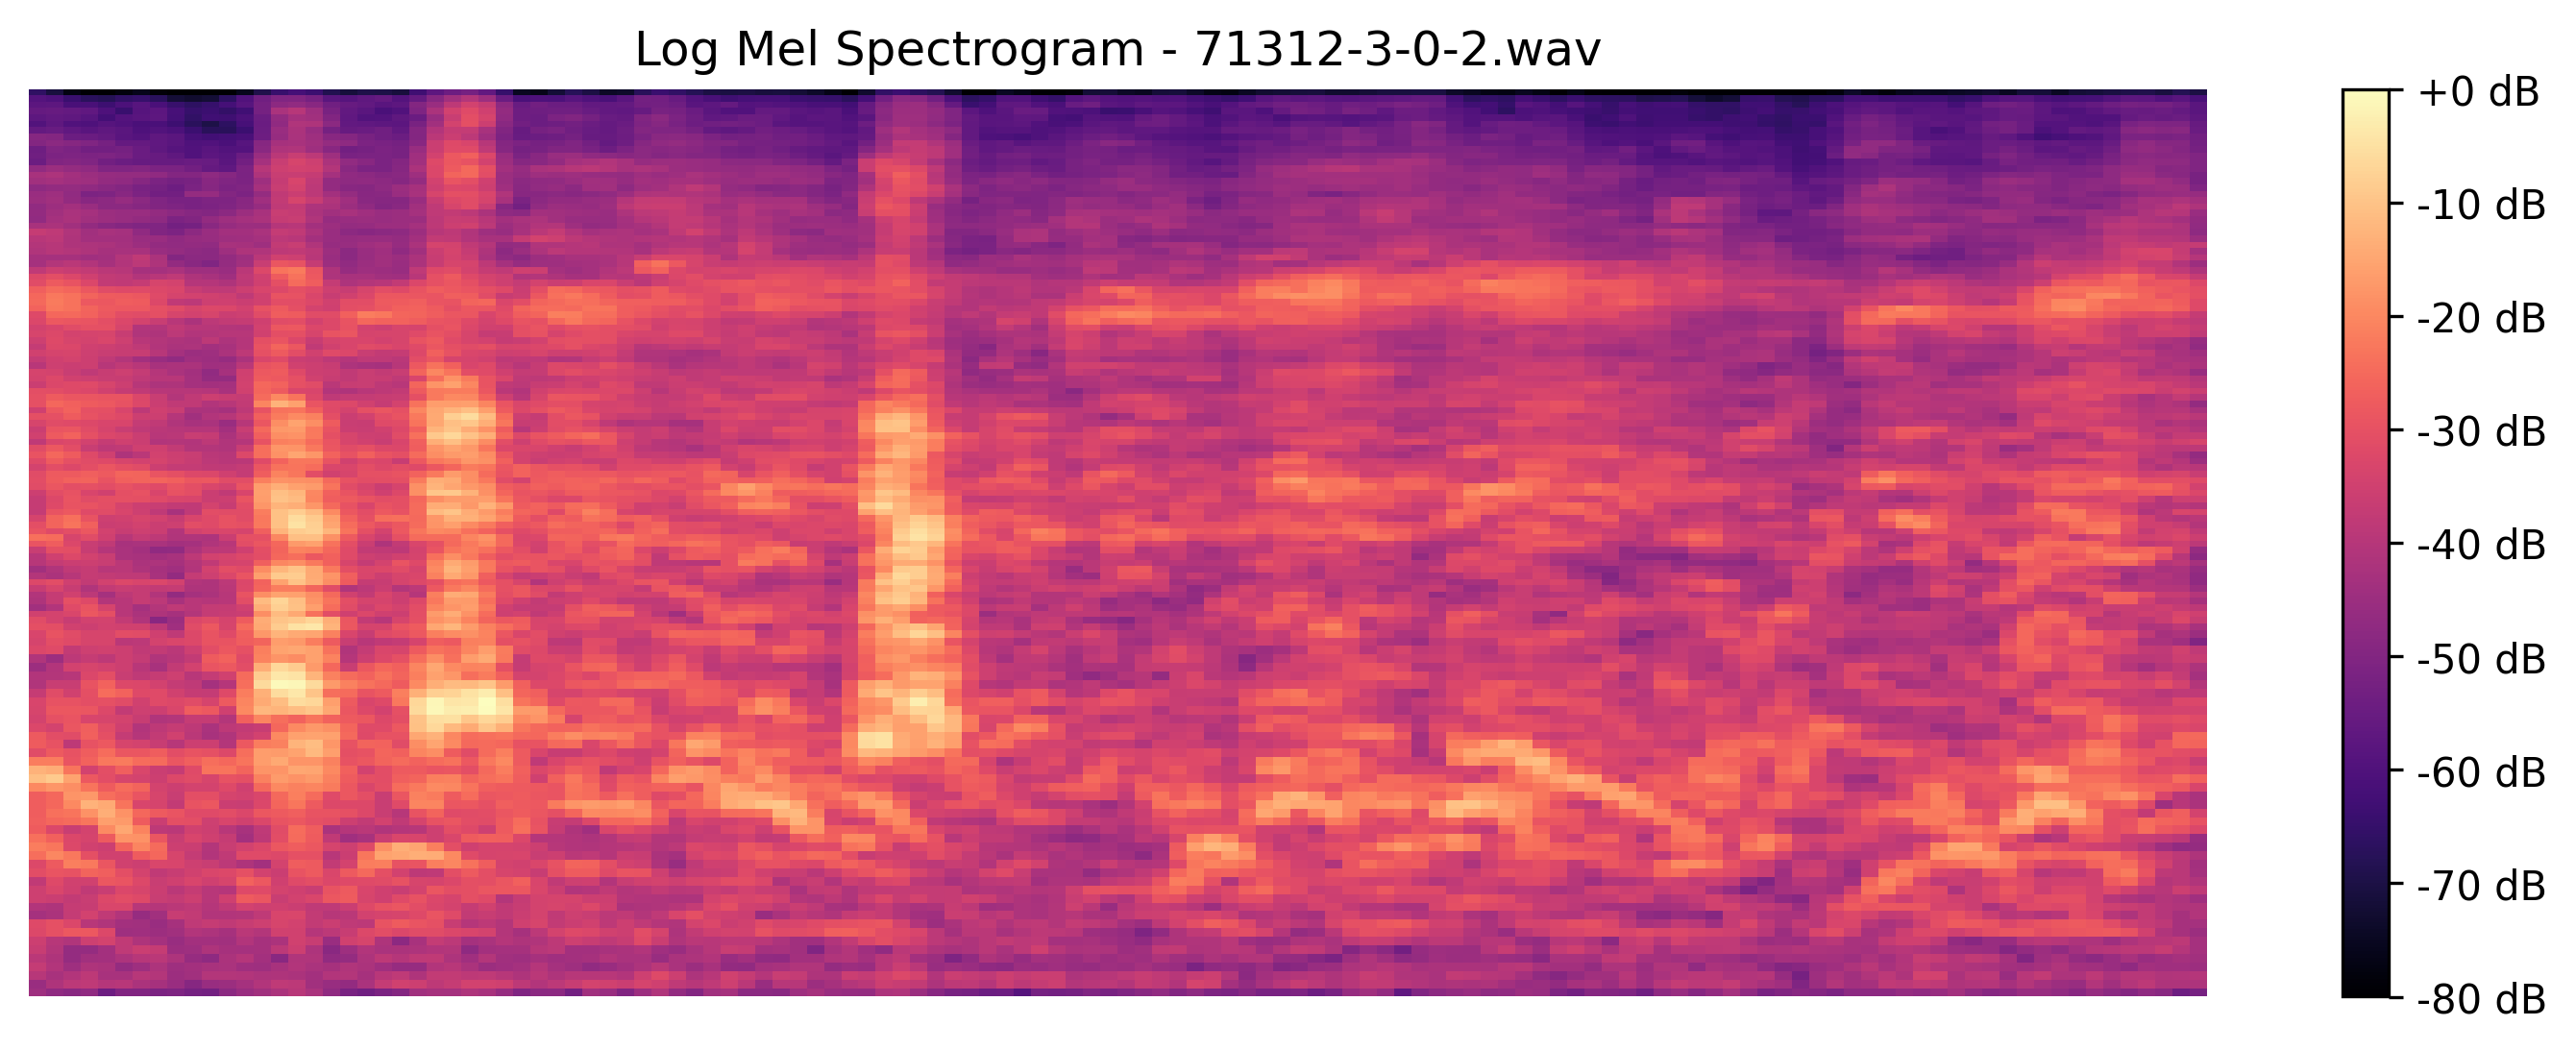 Log Mel Spectrogram - 71312-3-0-2.wav
+0 dB
-10 dB
-20 dB
-30 dB
-40 dB
-50 dB
-60 dB
-70 dB
-80 dB